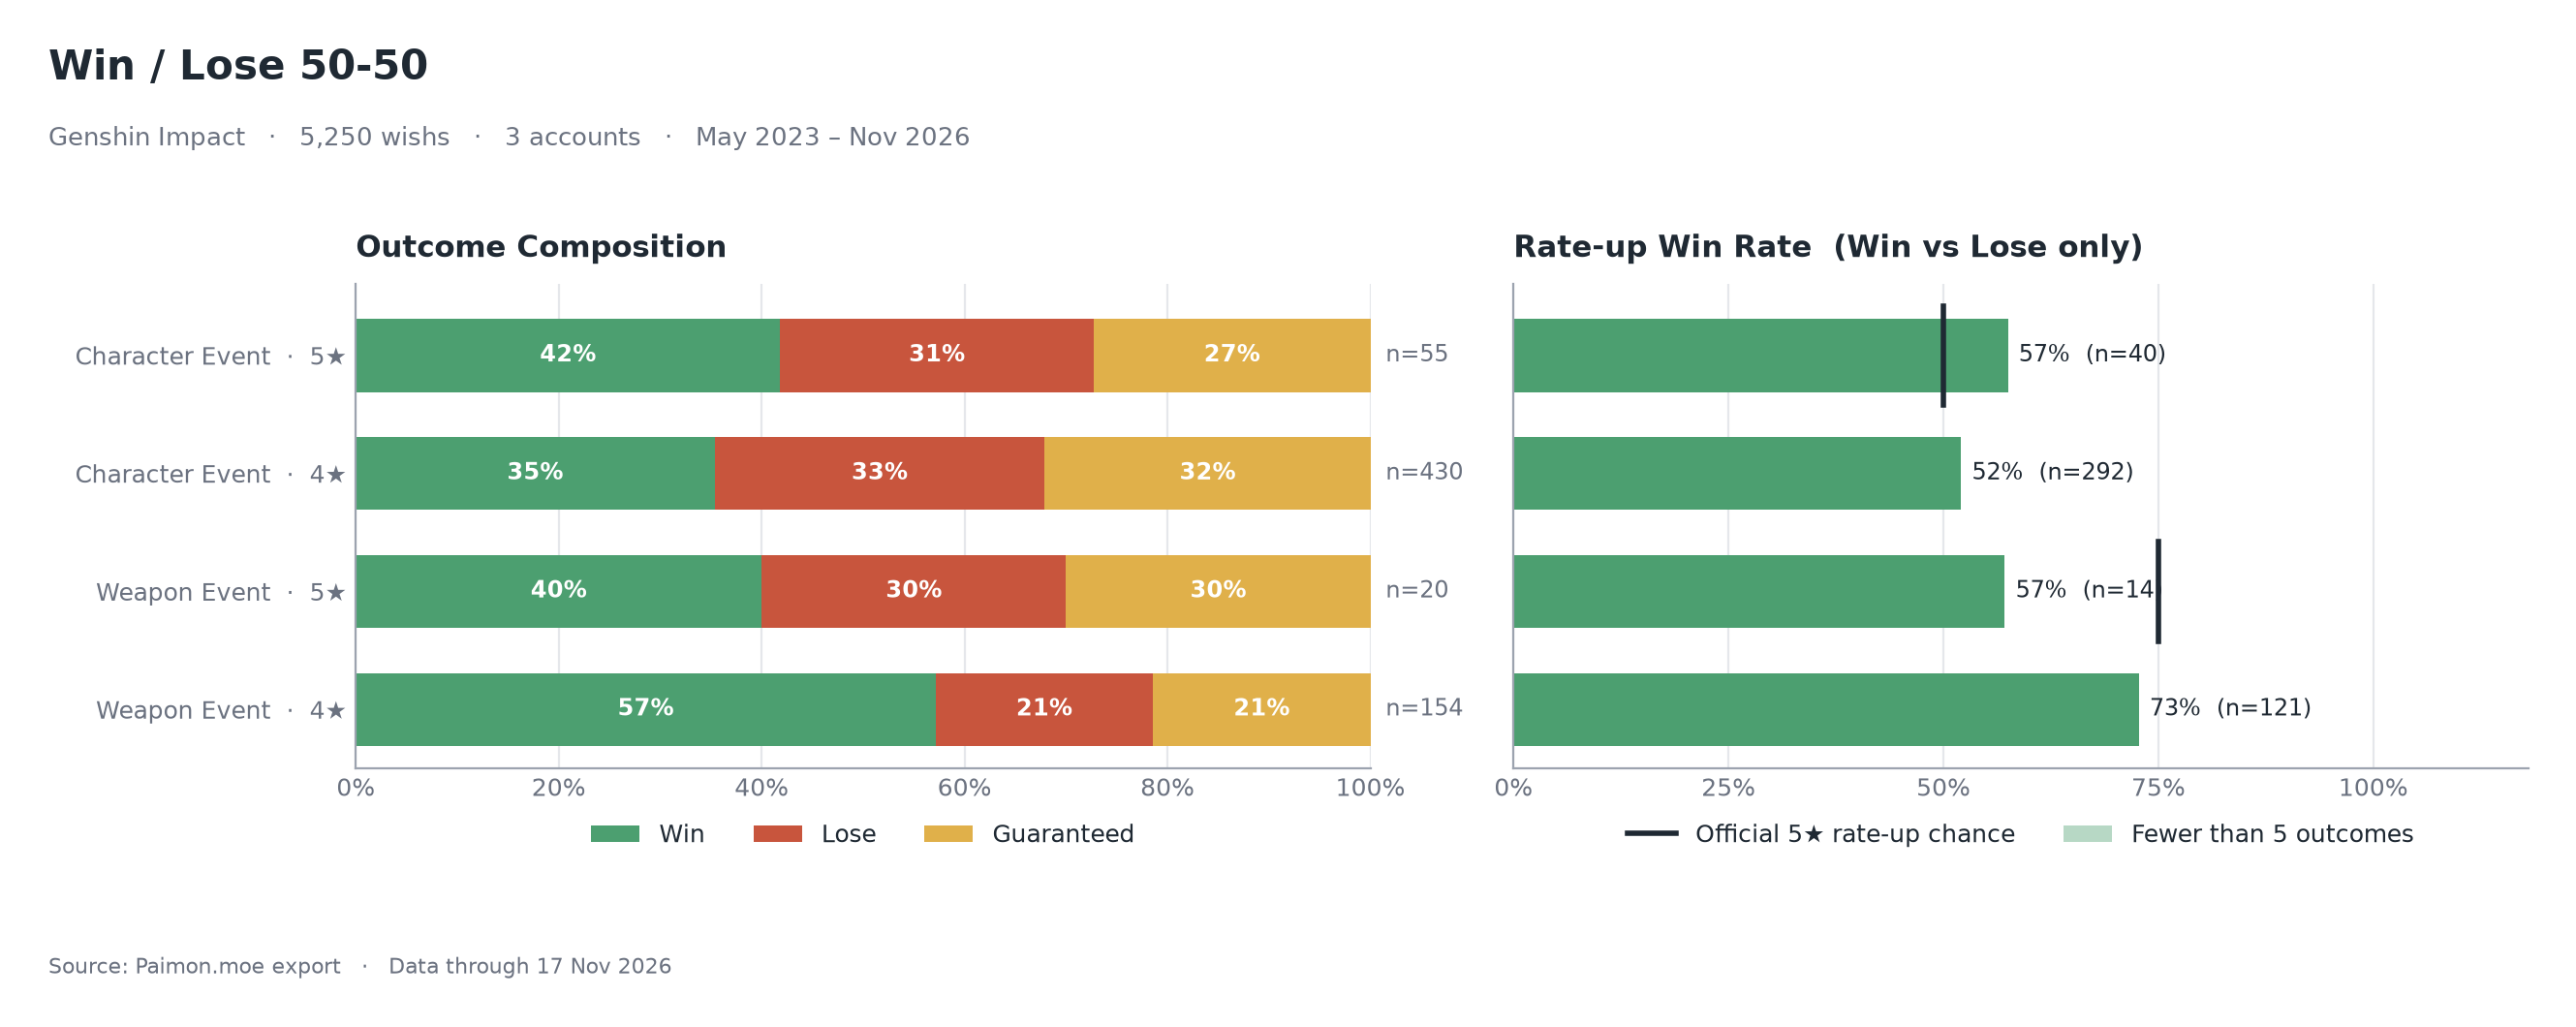 Win / Lose 50-50
Genshin Impact · 5,250 wishs · 3 accounts · May 2023 – Nov 2026
Outcome Composition
Character Event · 5★ 42% 31% 27% n=55
Character Event · 4★ 35% 33% 32% n=430
Weapon Event · 5★ 40% 30% 30% n=20
Weapon Event · 4★ 57% 21% 21% n=154
0% 20% 40% 60% 80% 100%
Win Lose Guaranteed
Rate-up Win Rate (Win vs Lose only)
57% (n=40)
52% (n=292)
57% (n=14)
73% (n=121)
0% 25% 50% 75% 100%
Official 5★ rate-up chance Fewer than 5 outcomes
Source: Paimon.moe export · Data through 17 Nov 2026